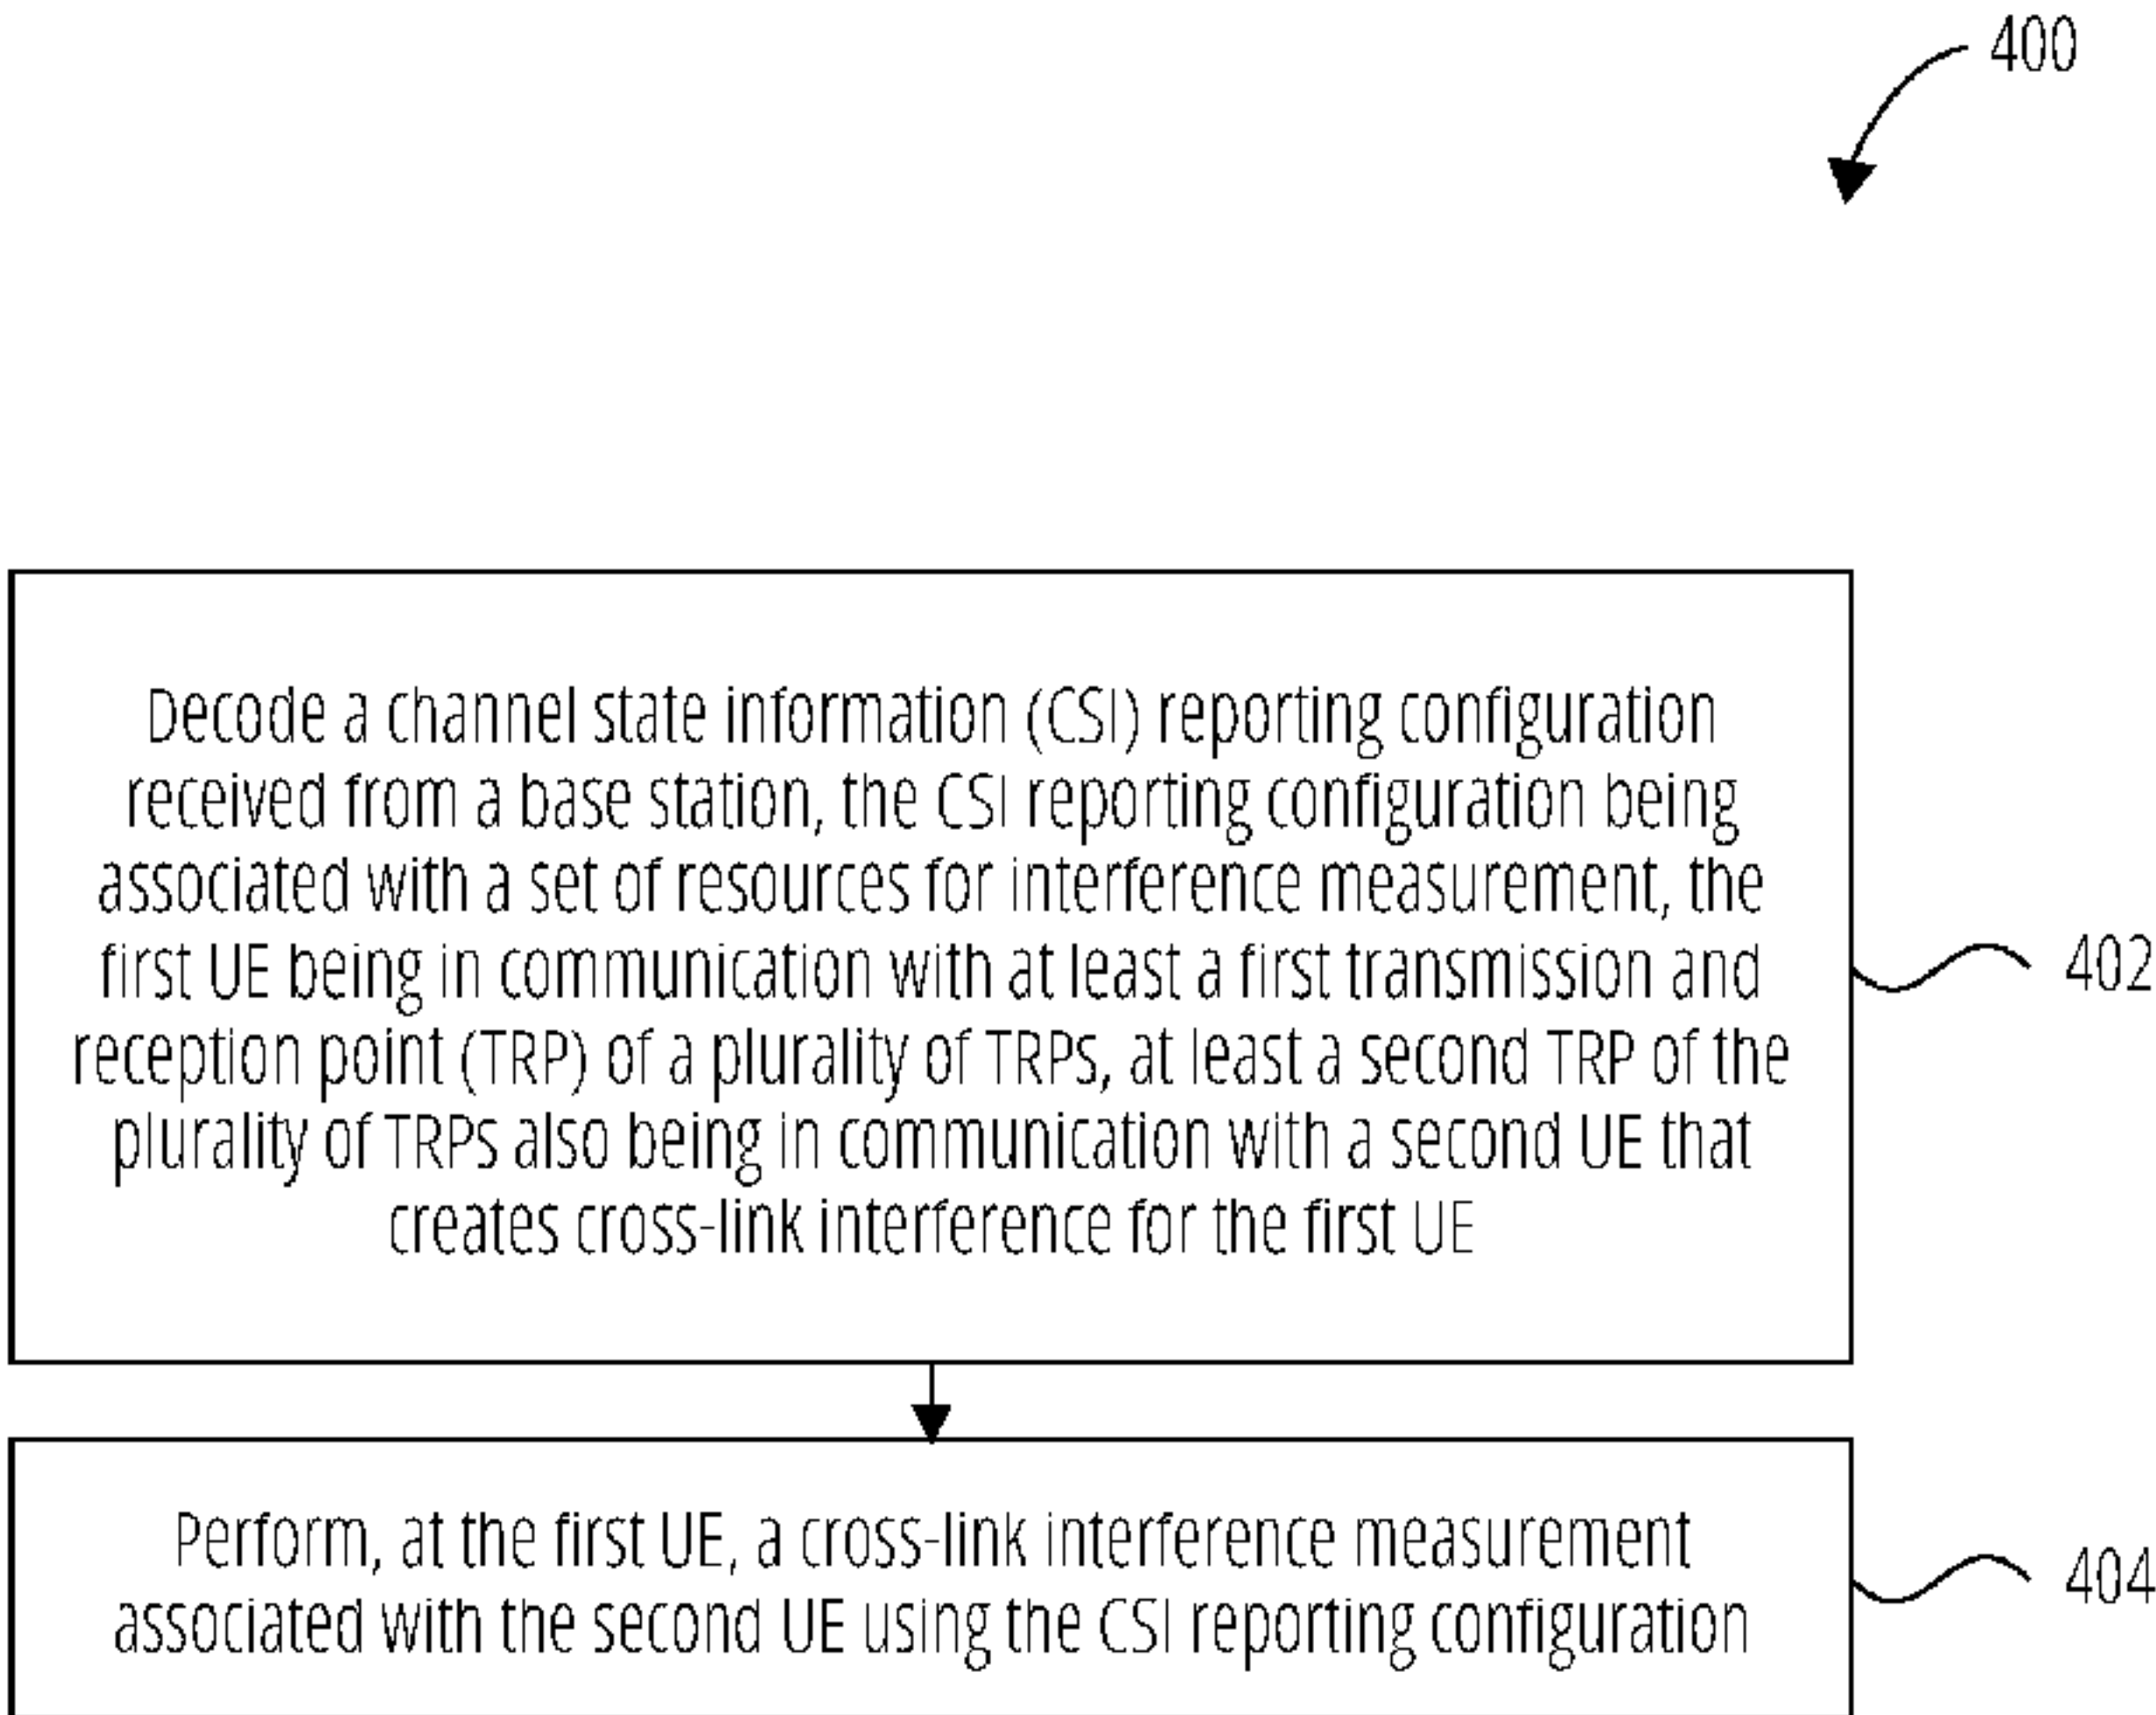 400
Decode a channel state information (CSI) reporting configuration
received from a base station, the CSI reporting configuration being
associated with a set of resources for interference measurement, the
first UE being in communication with at least a first transmission and
reception point (TRP) of a plurality of TRPs, at least a second TRP of the
plurality of TRPs also being in communication with a second UE that
creates cross-link interference for the first UE
402
Perform, at the first UE, a cross-link interference measurement
associated with the second UE using the CSI reporting configuration
404